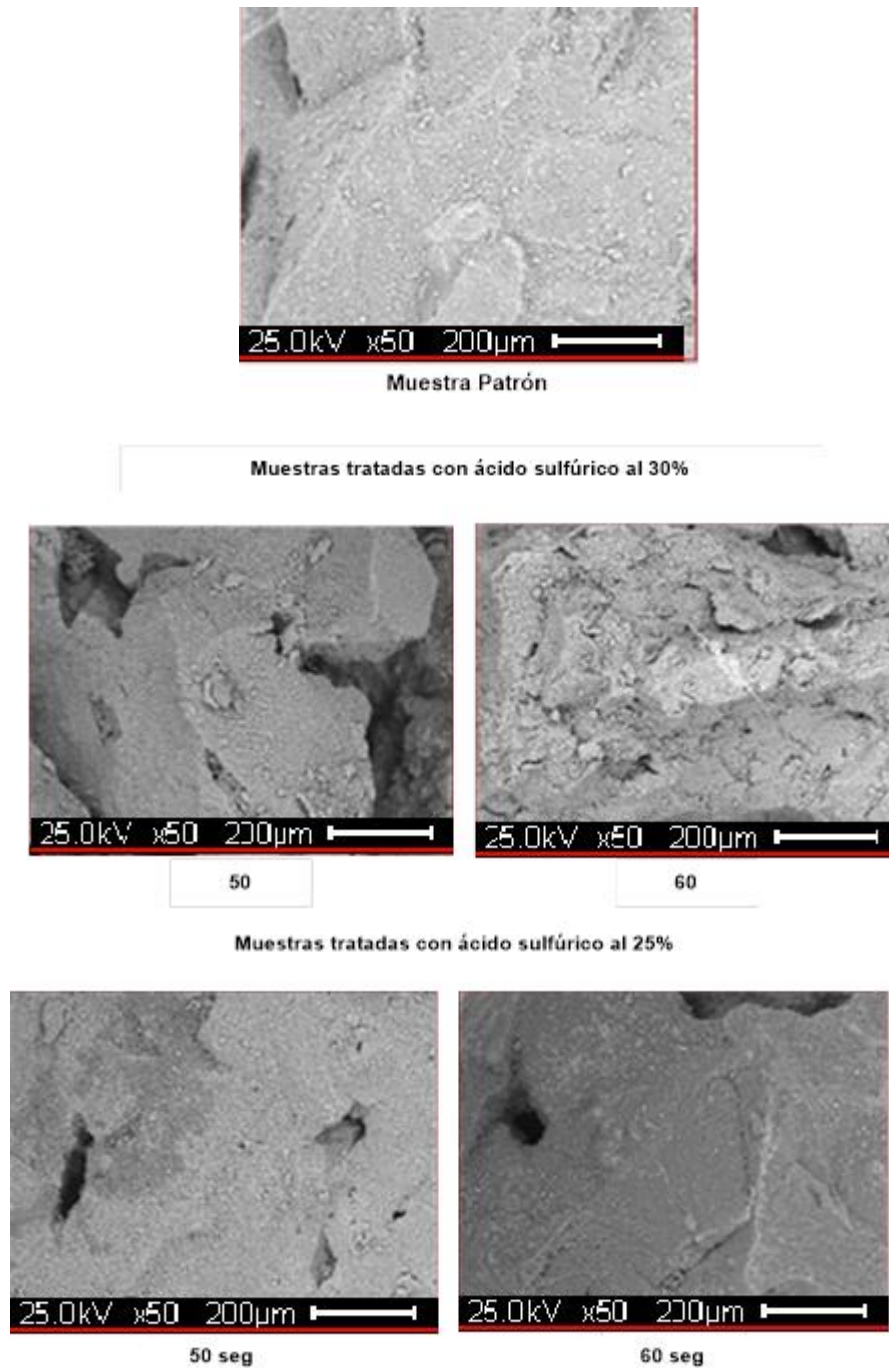 25.0kV x50 200µm
Muestra Patrón
Muestras tratadas con ácido sulfúrico al 30%
25.0kV x50 200µm
25.0kV x50 200µm
50
60
Muestras tratadas con ácido sulfúrico al 25%
25.0kV x50 200µm
25.0kV x50 200µm
50 seg
60 seg